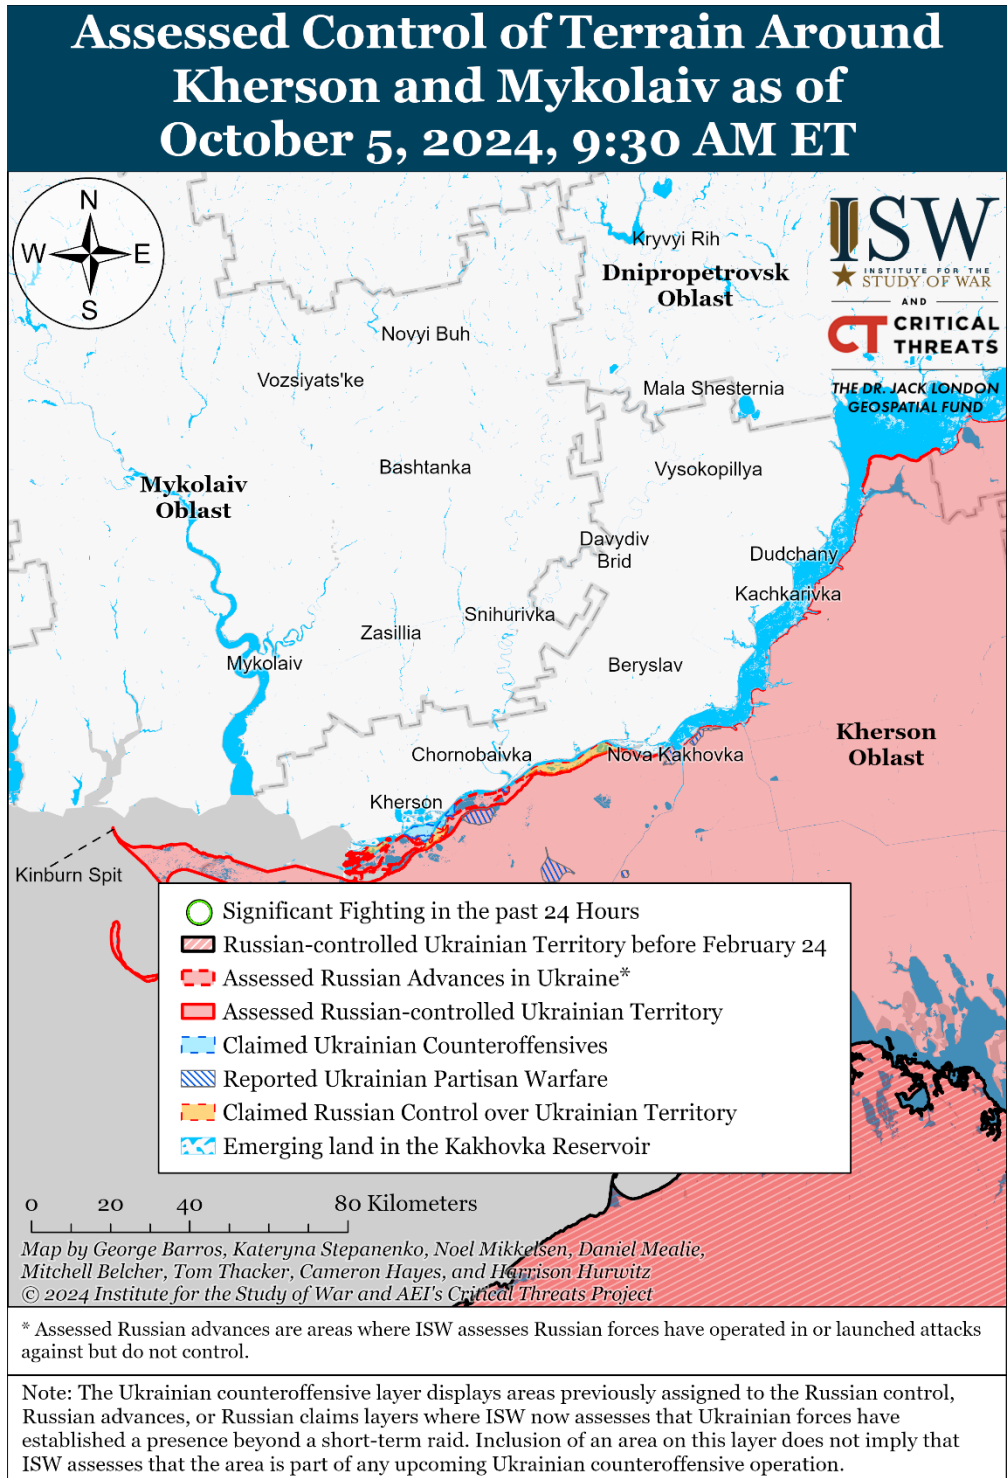 Assessed Control of Terrain Around
Kherson and Mykolaiv as of
October 5, 2024, 9:30 AM ET
N
W
E
S
ISW
INSTITUTE FOR THE
STUDY OF WAR
AND
CT CRITICAL
THREATS
THE DR. JACK LONDON
GEOSPATIAL FUND
Kryvyi Rih
Dnipropetrovsk
Oblast
Novyi Buh
Vozsiyats'ke
Mala Shesternia
Bashtanka
Vysokopillya
Mykolaiv
Oblast
Davydiv
Brid
Dudchany
Kachkarivka
Snihurivka
Zasillia
Mykolaiv
Beryslav
Kherson
Oblast
Chornobaivka
Nova Kakhovka
Kherson
Kinburn Spit
Significant Fighting in the past 24 Hours
Russian-controlled Ukrainian Territory before February 24
Assessed Russian Advances in Ukraine*
Assessed Russian-controlled Ukrainian Territory
Claimed Ukrainian Counteroffensives
Reported Ukrainian Partisan Warfare
Claimed Russian Control over Ukrainian Territory
Emerging land in the Kakhovka Reservoir
0 20 40 80 Kilometers
Map by George Barros, Kateryna Stepanenko, Noel Mikkelsen, Daniel Mealie,
Mitchell Belcher, Tom Thacker, Cameron Hayes, and Harrison Hurwitz
© 2024 Institute for the Study of War and AEI's Critical Threats Project
* Assessed Russian advances are areas where ISW assesses Russian forces have operated in or launched attacks
against but do not control.
Note: The Ukrainian counteroffensive layer displays areas previously assigned to the Russian control,
Russian advances, or Russian claims layers where ISW now assesses that Ukrainian forces have
established a presence beyond a short-term raid. Inclusion of an area on this layer does not imply that
ISW assesses that the area is part of any upcoming Ukrainian counteroffensive operation.